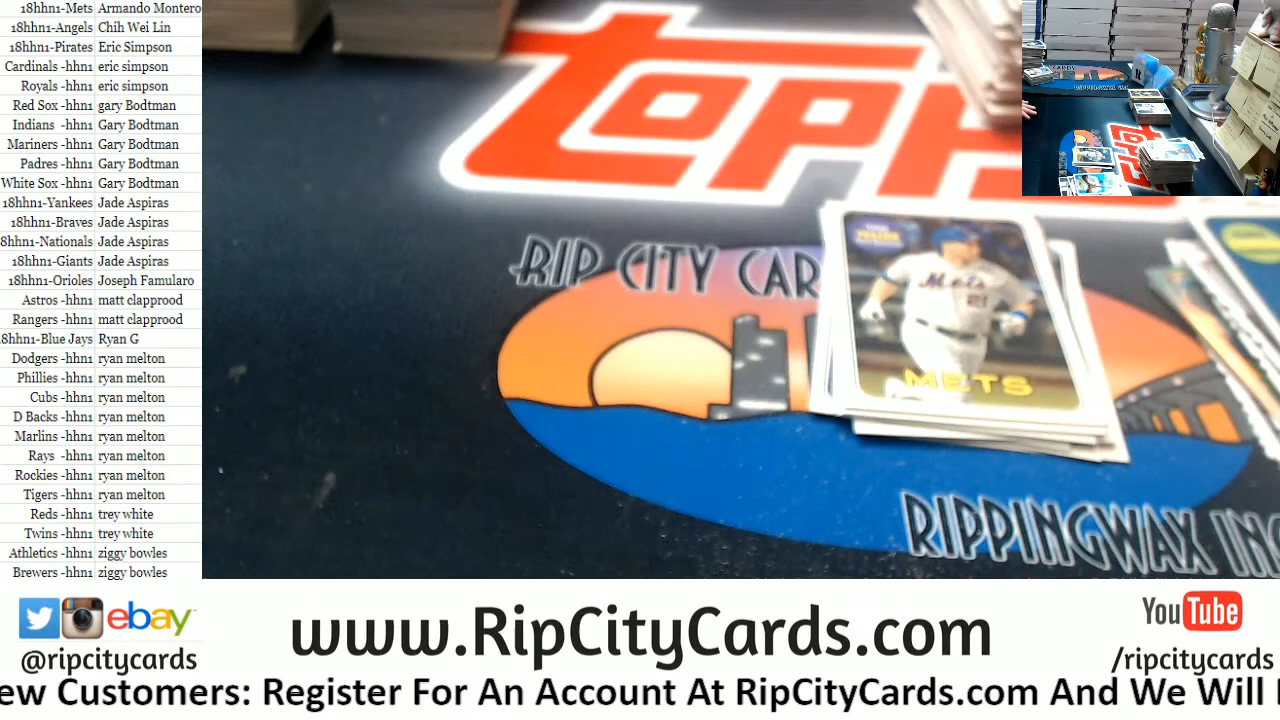 18hhn1-Mets Armando Montero
18hhn1-Angels Chih Wei Lin
18hhn1-Pirates Eric Simpson
Cardinals -hhn1 eric simpson
Royals -hhn1 eric simpson
Red Sox -hhn1 gary Bodtman
Indians -hhn1 Gary Bodtman
Mariners -hhn1 Gary Bodtman
Padres -hhn1 Gary Bodtman
White Sox -hhn1 Gary Bodtman
18hhn1-Yankees Jade Aspiras
18hhn1-Braves Jade Aspiras
8hhn1-Nationals Jade Aspiras
18hhn1-Giants Jade Aspiras
18hhn1-Orioles Joseph Famularo
Astros -hhn1 matt clapprood
Rangers -hhn1 matt clapprood
8hhn1-Blue Jays Ryan G
Dodgers -hhn1 ryan melton
Phillies -hhn1 ryan melton
Cubs -hhn1 ryan melton
D Backs -hhn1 ryan melton
Marlins -hhn1 ryan melton
Rays -hhn1 ryan melton
Rockies -hhn1 ryan melton
Tigers -hhn1 ryan melton
Reds -hhn1 trey white
Twins -hhn1 trey white
Athletics -hhn1 ziggy bowles
Brewers -hhn1 ziggy bowles
topps
RIP CITY CAR
Mets
21
METS
RIPPINGWAX INC
ebay
@ripcitycards
www.RipCityCards.com
YouTube
/ripcitycards
ew Customers: Register For An Account At RipCityCards.com And We Will